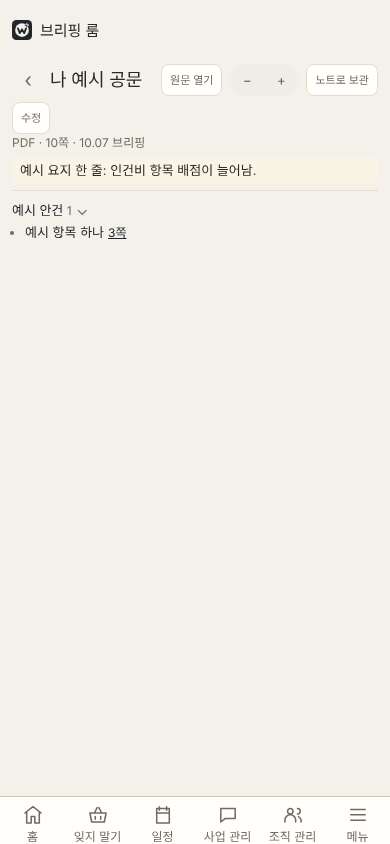 브리핑 룸
나 예시 공문 원문 열기 − + 노트로 보관
수정
PDF · 10쪽 · 10.07 브리핑
예시 요지 한 줄: 인건비 항목 배점이 늘어남.
예시 안건 1
• 예시 항목 하나 3쪽
홈 잊지 말기 일정 사업 관리 조직 관리 메뉴